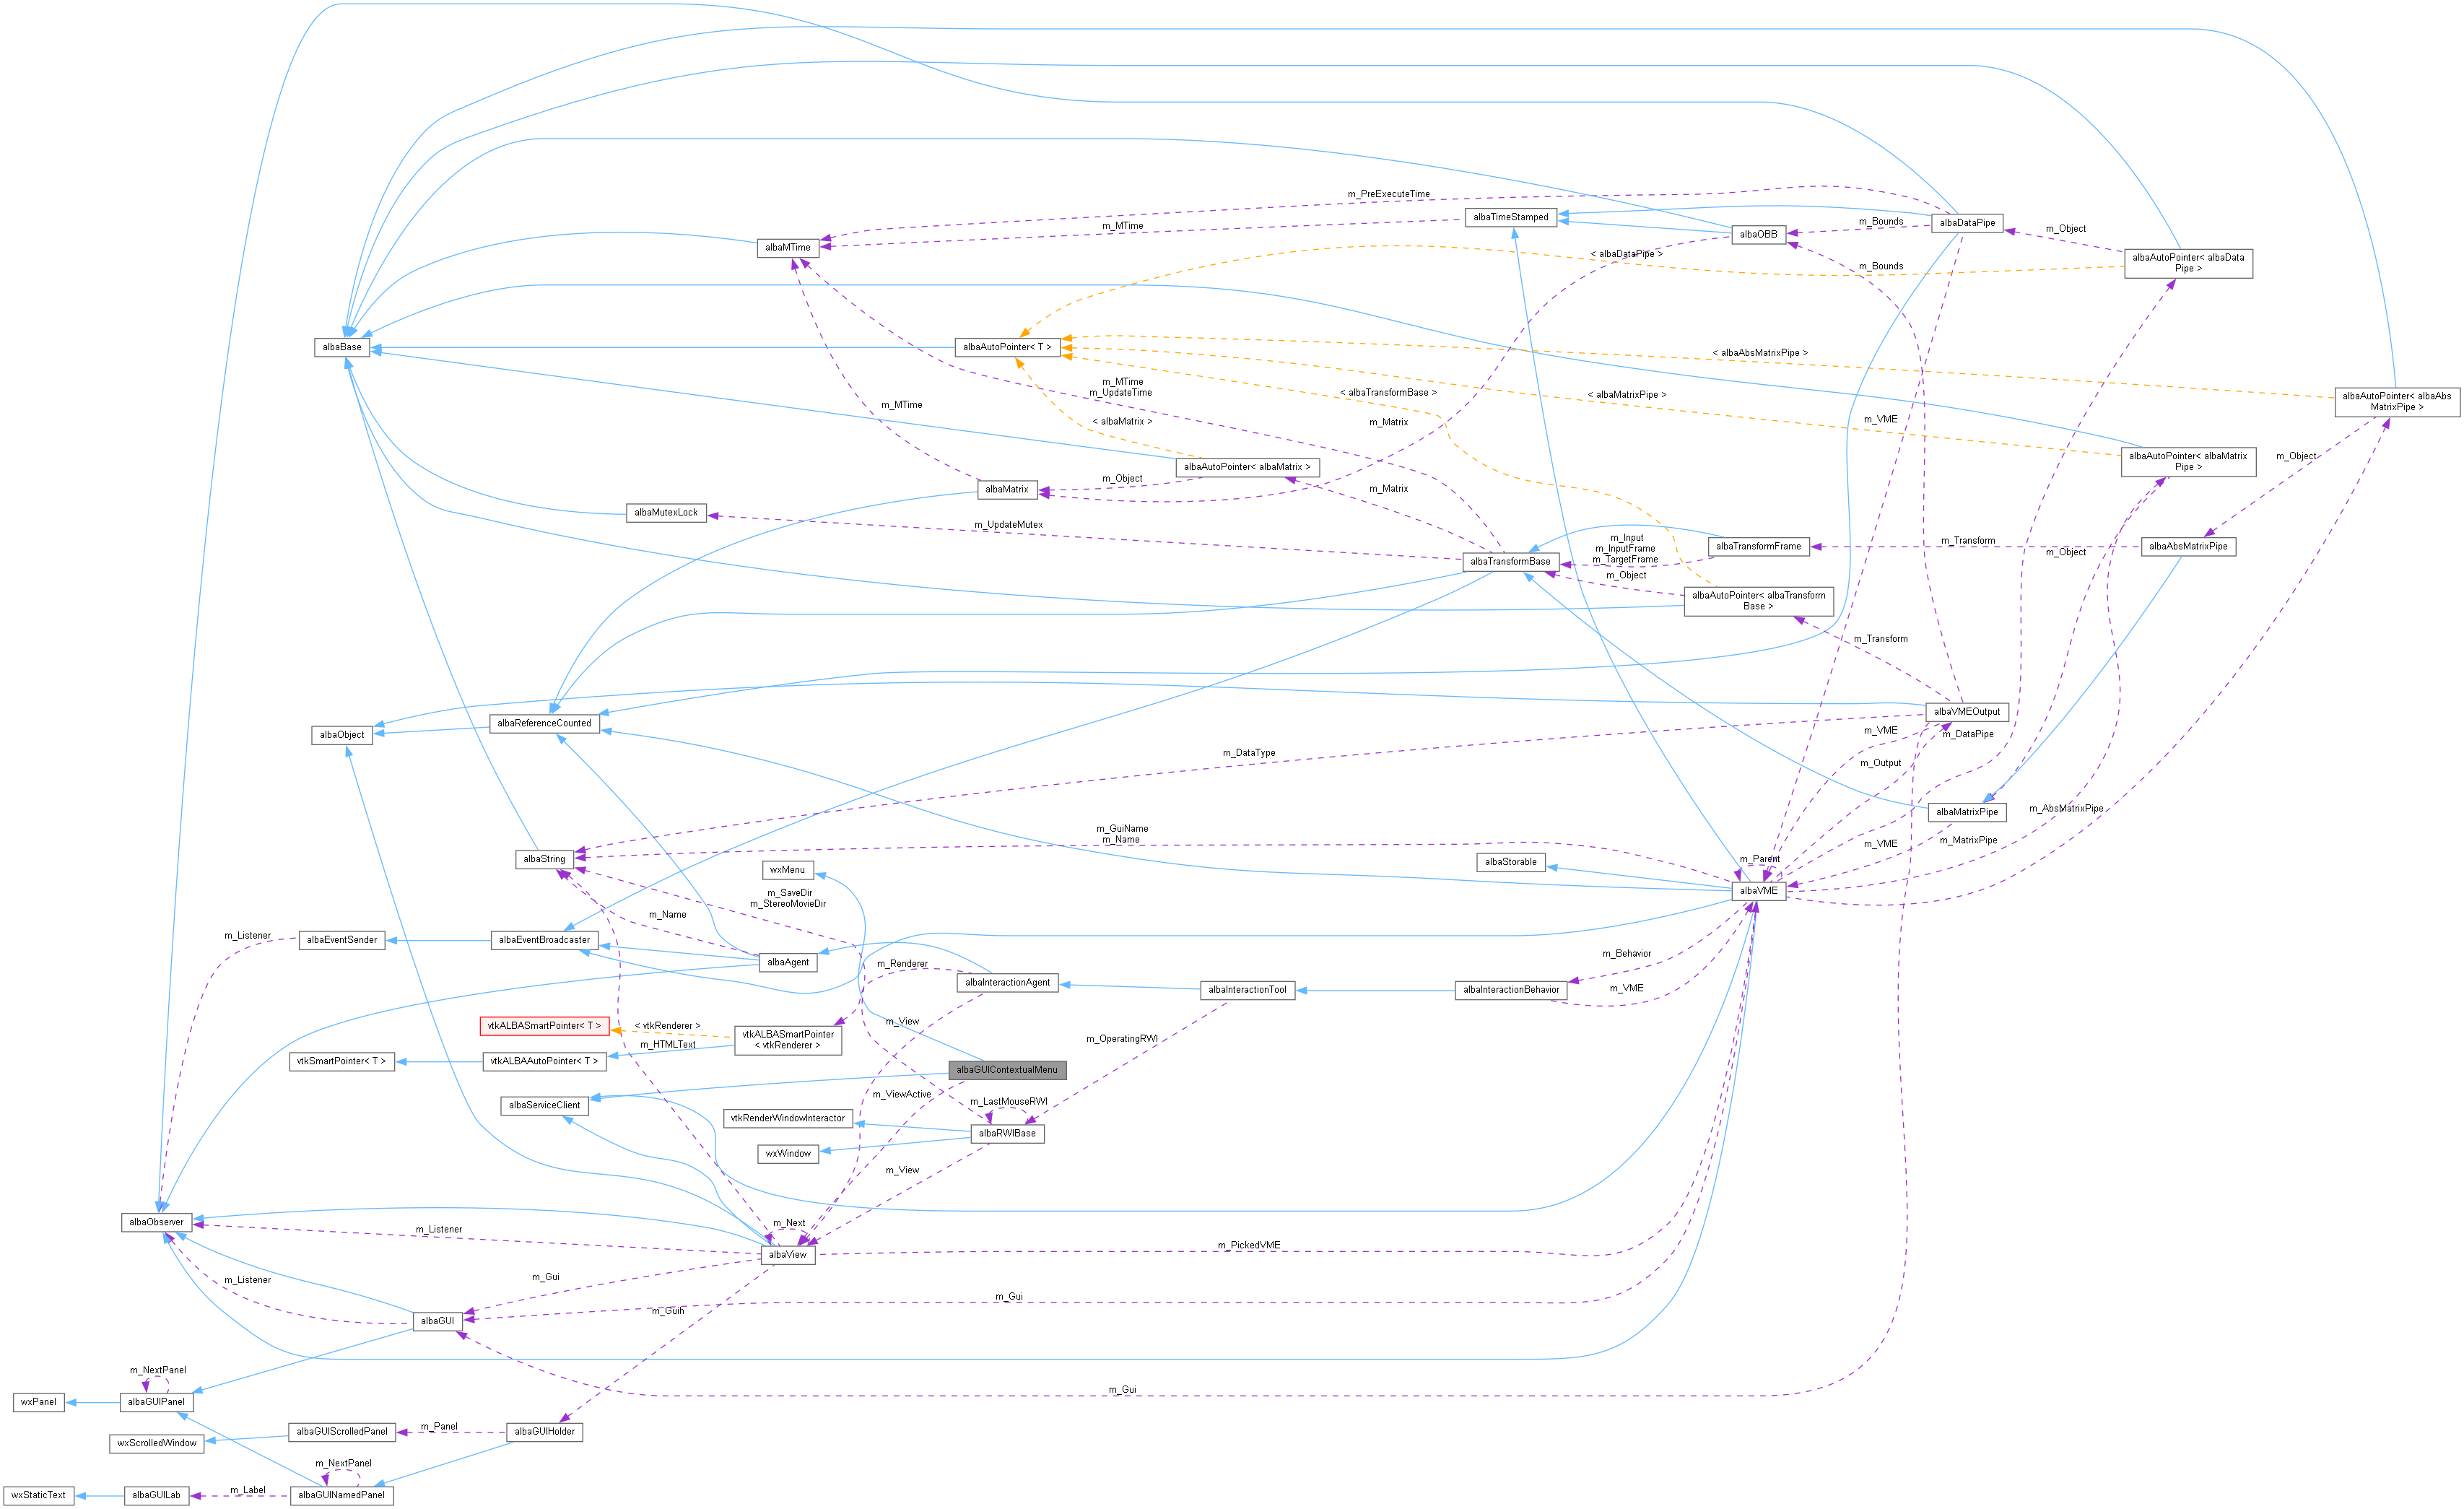 m_PreExecuteTime
albaTimeStamped
albaDataPipe
m_Bounds
m_MTime
albaOBB
m_Object
albaMTime
< albaDataPipe >
m_Bounds
albaAutoPointer< albaData
Pipe >
albaBase
albaAutoPointer< T >
< albaAbsMatrixPipe >
m_MTime
m_UpdateTime
< albaTransformBase >
< albaMatrixPipe >
albaAutoPointer< albaAbs
MatrixPipe >
m_MTime
< albaMatrix >
m_Matrix
m_VME
albaAutoPointer< albaMatrix >
albaAutoPointer< albaMatrix
Pipe >
m_Object
m_Object
albaMatrix
m_Matrix
albaMutexLock
m_UpdateMutex
m_Input
m_InputFrame
m_TargetFrame
albaTransformFrame
m_Transform
albaAbsMatrixPipe
m_Object
albaTransformBase
m_Object
albaAutoPointer< albaTransform
Base >
m_Transform
albaVMEOutput
albaReferenceCounted
albaObject
m_VME
m_DataPipe
m_DataType
m_Output
albaMatrixPipe
m_AbsMatrixPipe
m_GuiName
m_Name
m_VME
m_MatrixPipe
albaString
albaStorable
m_Parent
wxMenu
albaVME
m_SaveDir
m_StereoMovieDir
m_Name
m_Listener
albaEventSender
albaEventBroadcaster
albaAgent
m_Renderer
m_Behavior
albaInteractionAgent
albaInteractionTool
albaInteractionBehavior
m_VME
vtkALBASmartPointer< T >
< vtkRenderer >
m_View
vtkALBASmartPointer
< vtkRenderer >
m_HTMLText
m_OperatingRWI
vtkSmartPointer< T >
vtkALBAAutoPointer< T >
albaGUIContextualMenu
m_ViewActive
albaServiceClient
m_LastMouseRWI
vtkRenderWindowInteractor
albaRWIBase
wxWindow
m_View
albaObserver
m_Listener
m_Next
albaView
m_PickedVME
m_Listener
m_Gui
m_Gui
m_Guih
albaGUI
m_NextPanel
m_Gui
wxPanel
albaGUIPanel
m_Panel
albaGUIScrolledPanel
albaGUIHolder
wxScrolledWindow
m_NextPanel
m_Label
wxStaticText
albaGUILab
albaGUINamedPanel